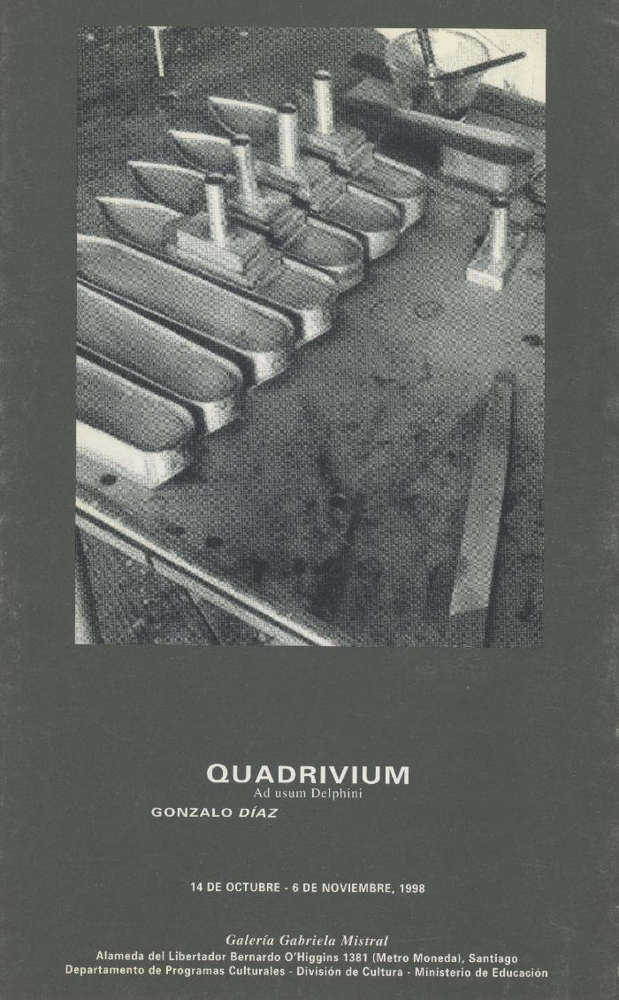 QUADRIVIUM
Ad usum Delphini
GONZALO DÍAZ
14 DE OCTUBRE - 6 DE NOVIEMBRE, 1998
Galería Gabriela Mistral
Alameda del Libertador Bernardo O'Higgins 1381 (Metro Moneda), Santiago
Departamento de Programas Culturales - División de Cultura - Ministerio de Educación